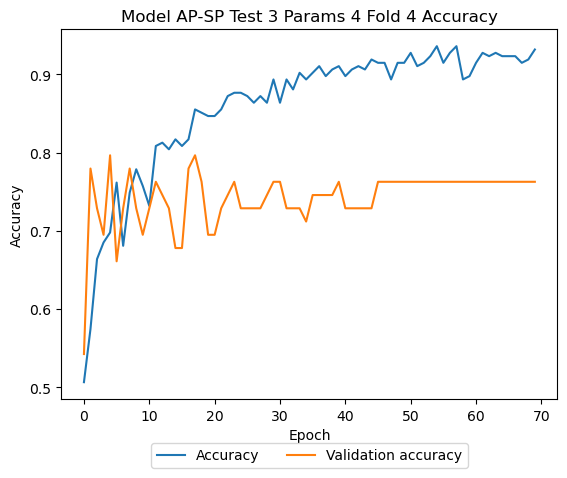 Model AP-SP Test 3 Params 4 Fold 4 Accuracy
Accuracy
0.9
0.8
0.7
0.6
0.5
0 10 20 30 40 50 60 70
Epoch
Accuracy Validation accuracy